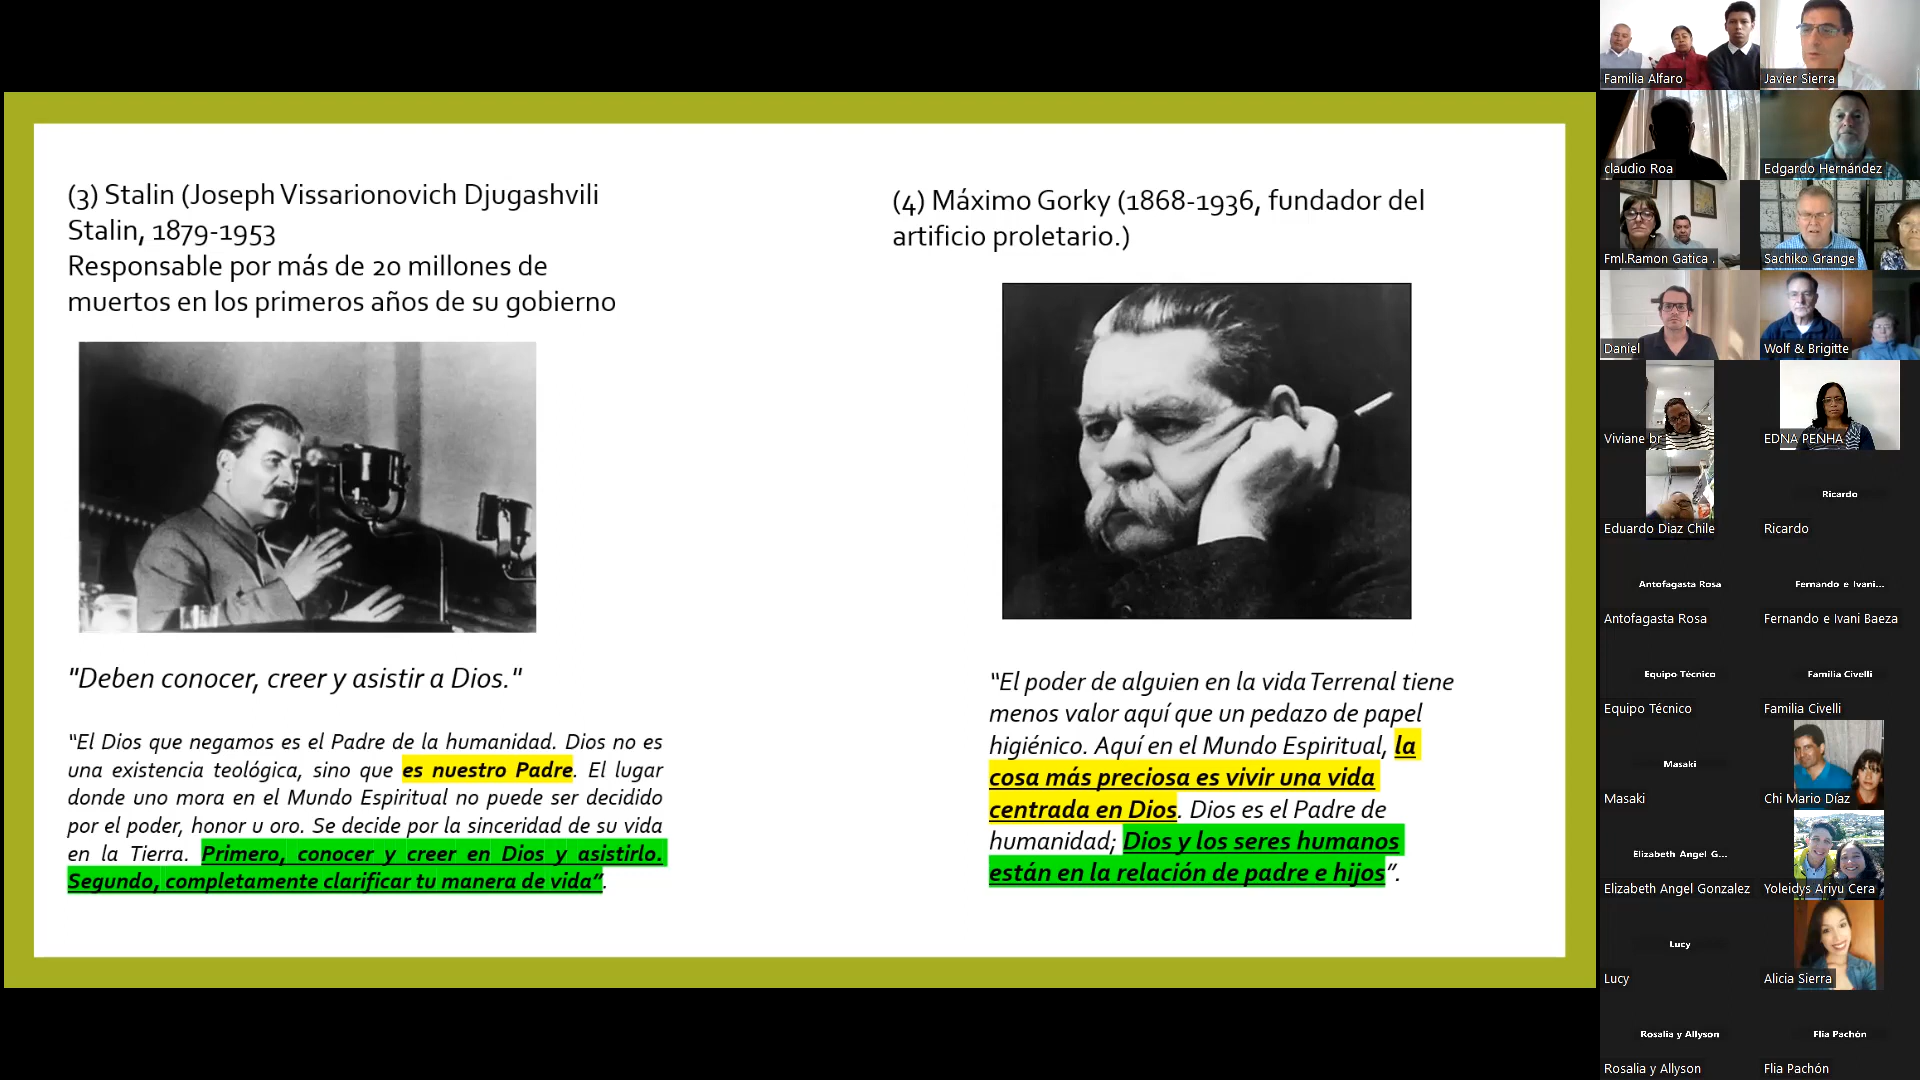 (3) Stalin (Joseph Vissarionovich Djugashvili
Stalin, 1879-1953
Responsable por más de 20 millones de
muertos en los primeros años de su gobierno
"Deben conocer, creer y asistir a Dios."
“El Dios que negamos es el Padre de la humanidad. Dios no es
una existencia teológica, sino que es nuestro Padre. El lugar
donde uno mora en el Mundo Espiritual no puede ser decidido
por el poder, honor u oro. Se decide por la sinceridad de su vida
en la Tierra. Primero, conocer y creer en Dios y asistirlo.
Segundo, completamente clarificar tu manera de vida”.
(4) Máximo Gorky (1868-1936, fundador del
artificio proletario.)
“El poder de alguien en la vida Terrenal tiene
menos valor aquí que un pedazo de papel
higiénico. Aquí en el Mundo Espiritual, la
cosa más preciosa es vivir una vida
centrada en Dios. Dios es el Padre de
humanidad; Dios y los seres humanos
están en la relación de padre e hijos”.
Familia Alfaro
Javier Sierra
claudio Roa
Edgardo Hernández
Fml.Ramon Gatica .
Sachiko Grange
Daniel
Wolf & Brigitte
Viviane br
EDNA PENHA
Eduardo Diaz Chile
Ricardo
Ricardo
Antofagasta Rosa
Antofagasta Rosa
Fernando e Ivani...
Fernando e Ivani Baeza
Equipo Técnico
Equipo Técnico
Familia Civelli
Familia Civelli
Masaki
Masaki
Chi Mario Díaz
Elizabeth Angel G...
Elizabeth Angel Gonzalez
Yoleidys Ariyu Cera
Lucy
Lucy
Alicia Sierra
Rosalia y Allyson
Rosalia y Allyson
Flia Pachón
Flia Pachón